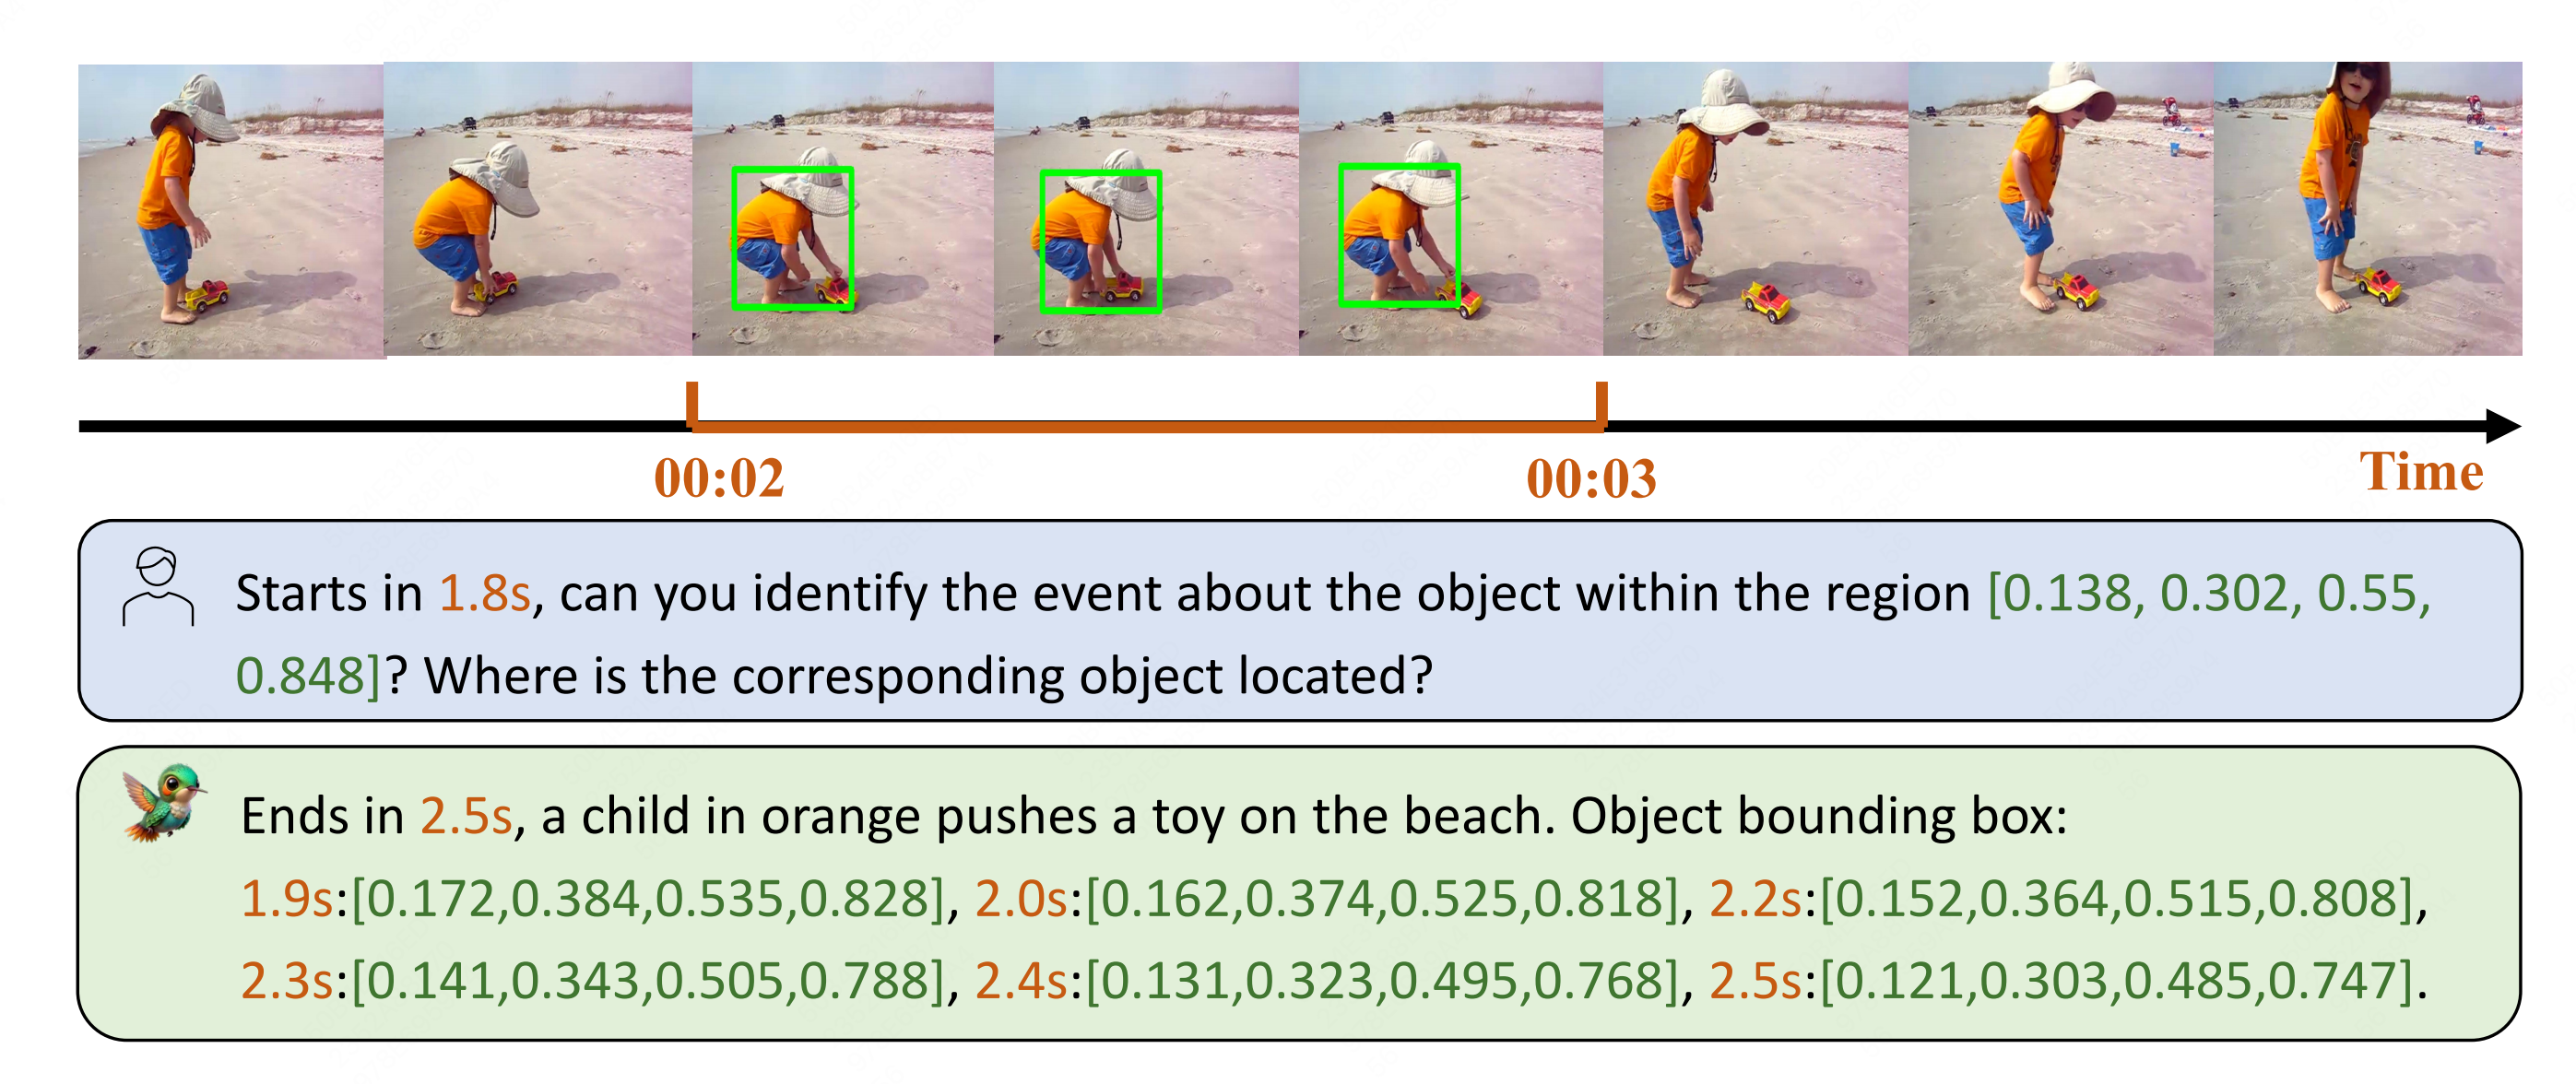 00:02
00:03
Time
Starts in 1.8s, can you identify the event about the object within the region [0.138, 0.302, 0.55,
0.848]? Where is the corresponding object located?
Ends in 2.5s, a child in orange pushes a toy on the beach. Object bounding box:
1.9s:[0.172,0.384,0.535,0.828], 2.0s:[0.162,0.374,0.525,0.818], 2.2s:[0.152,0.364,0.515,0.808],
2.3s:[0.141,0.343,0.505,0.788], 2.4s:[0.131,0.323,0.495,0.768], 2.5s:[0.121,0.303,0.485,0.747].